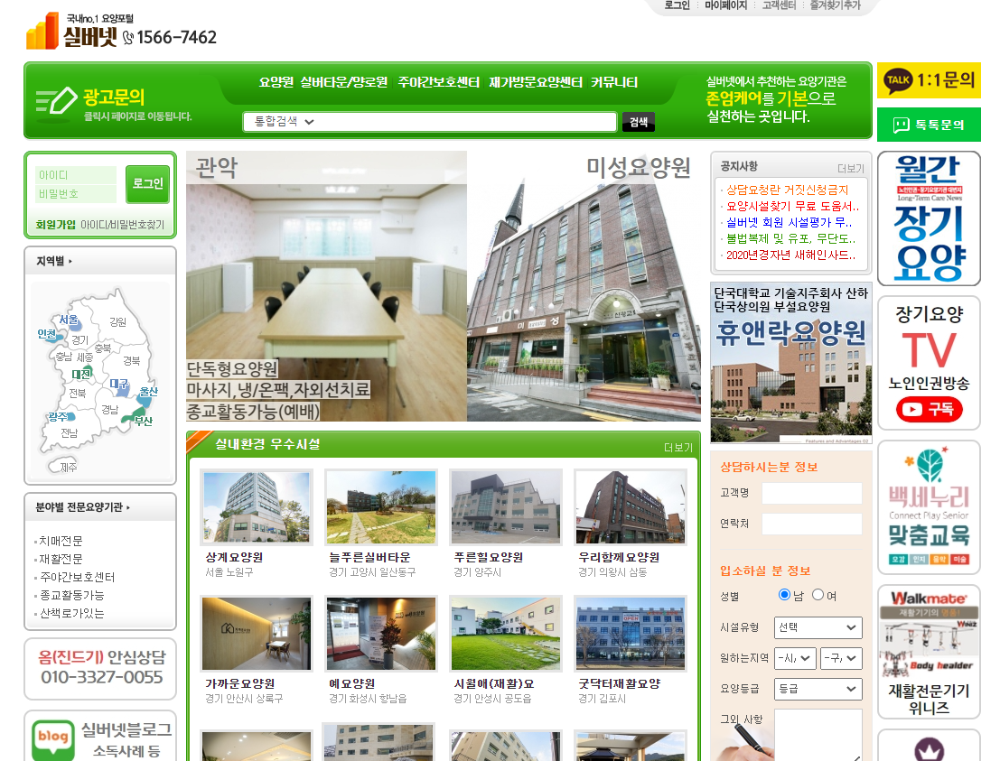 로그인 마이페이지 고객센터 즐겨찾기추가
국내no.1 요양포털
실버넷 1566-7462
광고문의
클릭시 페이지로 이동됩니다.
요양원 실버타운/양로원 주야간보호센터 재가방문요양센터 커뮤니티
통합검색
검색
실버넷에서 추천하는 요양기관은
존엄케어를 기본으로
실천하는 곳입니다.
TALK 1:1문의
톡톡문의
아이디
비밀번호
로그인
회원가입 아이디/비밀번호찾기
지역별
서울
강원
인천
경기
충북
충남 세종
경북
대전
대구
전북
울산
경남
광주
부산
전남
제주
분야별 전문요양기관
치매전문
재활전문
주야간보호센터
종교활동가능
산책로가있는
옴(진드기) 안심상담
010-3327-0055
blog
실버넷블로그
소독사례 등
관악
미성요양원
미성
단독형요양원
마사지,냉/온팩,자외선치료
종교활동가능(예배)
실내환경 우수시설
더보기
상계요양원
서울 노원구
늘푸른실버타운
경기 고양시 일산동구
푸른힐요양원
경기 양주시
우리함께요양원
경기 의왕시 삼동
가까운요양원
경기 안산시 상록구
예요양원
경기 화성시 향남읍
시월애(재활)요
경기 안성시 공도읍
굿닥터재활요양
경기 김포시
공지사항
더보기
· 상담요청란 거짓신청금지
· 요양시설찾기 무료 도움서..
· 실버넷 회원 시설평가 무..
· 불법복제 및 유포, 무단도..
· 2020년경자년 새해인사드..
단국대학교 기술지주회사 산하
단국상의원 부설요양원
휴앤락요양원
Features and Advantages 02
상담하시는분 정보
고객명
연락처
입소하실 분 정보
성별 남 여
시설유형 선택
원하는지역 -시/ -구/
요양등급 등급
그외 사항
월간
노인인권·장기요양기관 대변지
Long-Term Care News
장기
요양
장기요양
TV
노인인권방송
구독
백세누리
Connect Play Senior
맞춤교육
요강 인지 음악 미술
Walkmate
재활기기의 명품!
Winez
Body healder
재활전문기기
위니즈